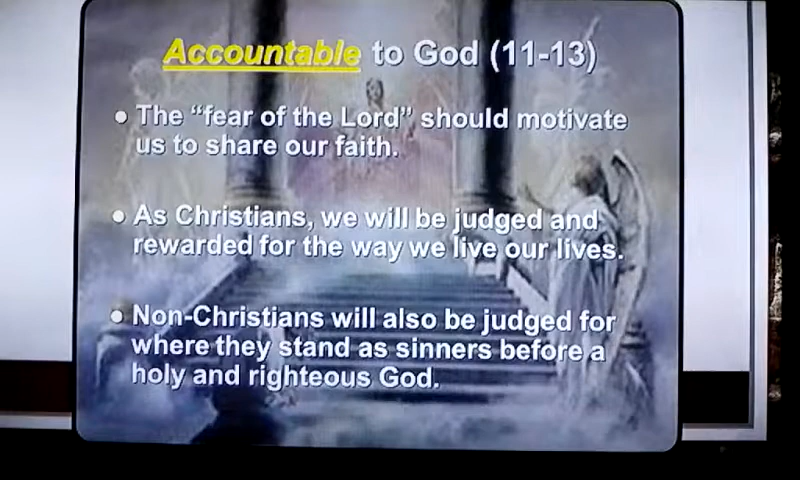 Accountable to God (11-13)
• The “fear of the Lord” should motivate
us to share our faith.
• As Christians, we will be judged and
rewarded for the way we live our lives.
• Non-Christians will also be judged for
where they stand as sinners before a
holy and righteous God.